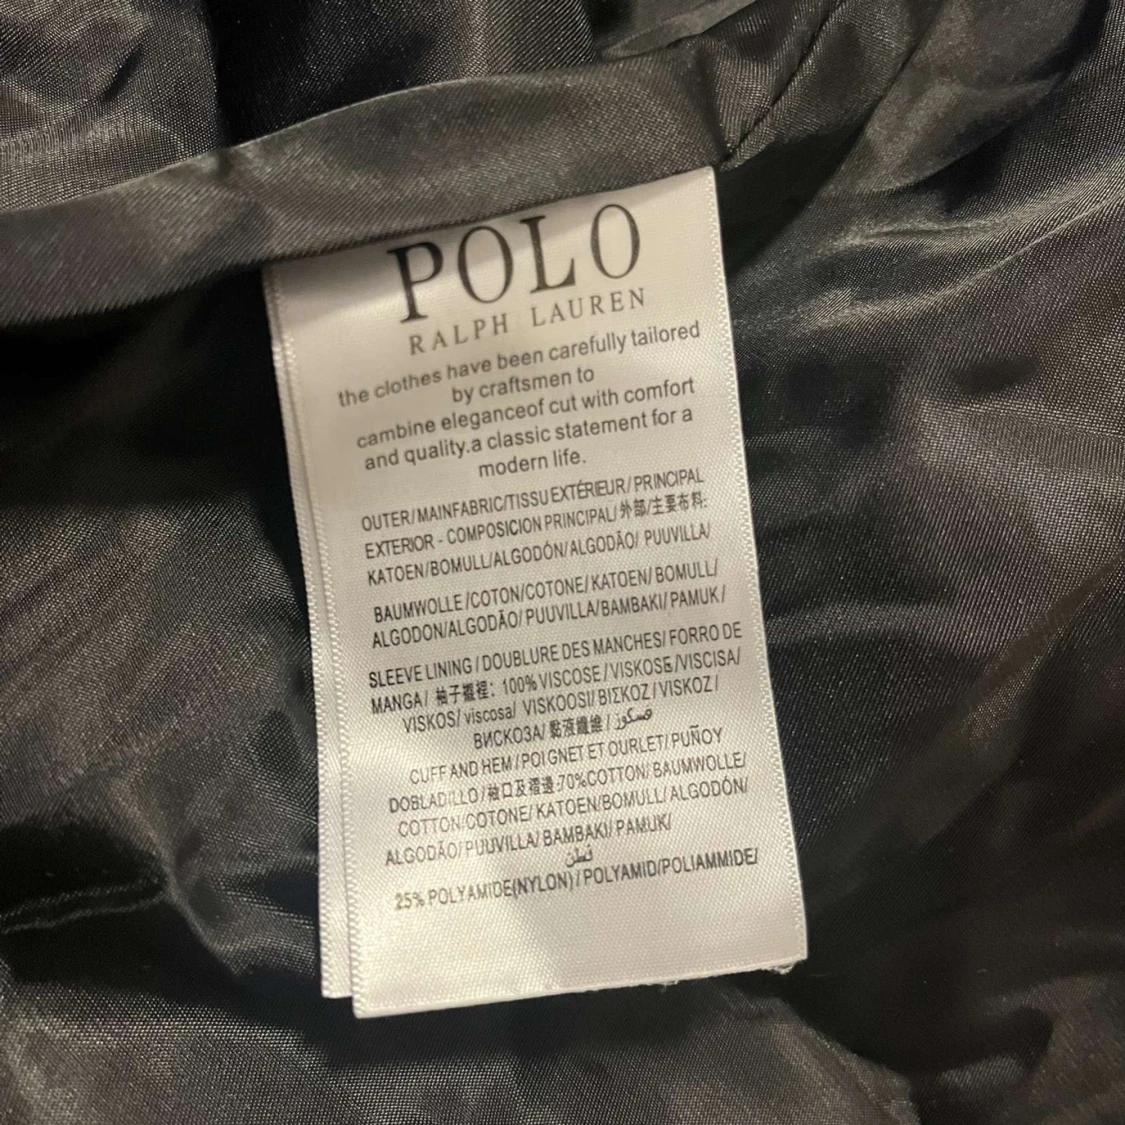 POLO
RALPH LAUREN
the clothes have been carefully tailored
by craftsmen to
cambine eleganceof cut with comfort
and quality.a classic statement for a
modern life.
OUTER/MAINFABRIC/TISSU EXTÉRIEUR/PRINCIPAL
EXTERIOR - COMPOSICION PRINCIPAL/外部/主要布料:
KATOEN/BOMULL/ALGODÓN/ALGODÃO/ PUUVILLA/
BAUMWOLLE/COTON/COTONE/KATOEN/BOMULL/
ALGODON/ALGODÃO/PUUVILLA/BAMBAKI/PAMUK/
SLEEVE LINING/DOUBLURE DES MANCHES/FORRO DE
MANGA/ 袖子襯裡: 100% VISCOSE/VISKOSE/VISCISA/
VISKOS/ viscosa/ VISKOOSI/ ΒΙΣΚΟΖ/VISKOZ/
ВИСКОЗА/黏液纖維/فسكوز
CUFF AND HEM/POIGNET ET OURLET/PUÑOY
DOBLADILLO/袖口及褶邊:70%COTTON/BAUMWOLLE/
COTTON/COTONE/KATOEN/BOMULL/ALGODÓN/
ALGODÃO/PUUVILLA/BAMBAKI/PAMUK/
قُطن
25% POLYAMIDE(NYLON)/POLYAMID/POLIAMMIDE/